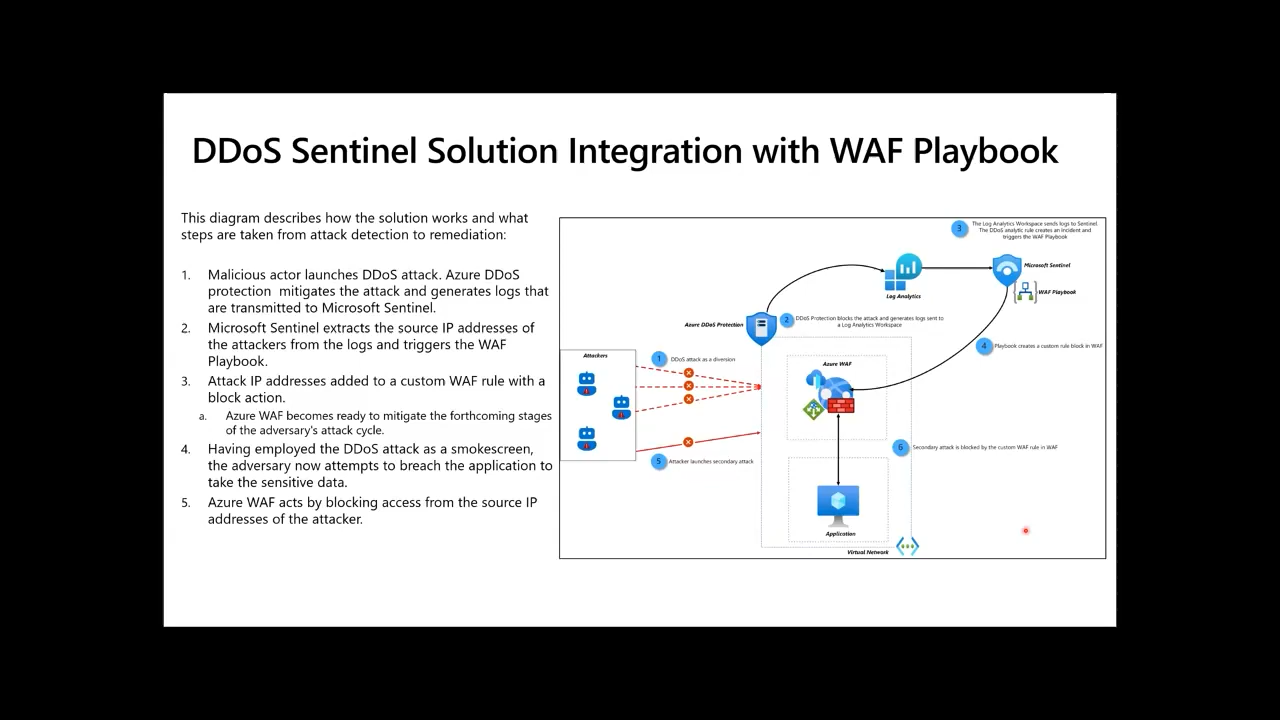 DDoS Sentinel Solution Integration with WAF Playbook
This diagram describes how the solution works and what
steps are taken from attack detection to remediation:
1. Malicious actor launches DDoS attack. Azure DDoS
protection mitigates the attack and generates logs that
are transmitted to Microsoft Sentinel.
2. Microsoft Sentinel extracts the source IP addresses of
the attackers from the logs and triggers the WAF
Playbook.
3. Attack IP addresses added to a custom WAF rule with a
block action.
a. Azure WAF becomes ready to mitigate the forthcoming stages
of the adversary's attack cycle.
4. Having employed the DDoS attack as a smokescreen,
the adversary now attempts to breach the application to
take the sensitive data.
5. Azure WAF acts by blocking access from the source IP
addresses of the attacker.
3
The Log Analytics Workspace sends logs to Sentinel.
The DDoS analytic rule creates an Incident and
triggers the WAF Playbook
Microsoft Sentinel
Log Analytics
WAF Playbook
Azure DDoS Protection
2
DDoS Protection blocks the attack and generates logs sent to
a Log Analytics Workspace
4
Playbook creates a custom rule block in WAF
Attackers
1
DDoS attack as a diversion
Azure WAF
5
Attacker launches secondary attack
6
Secondary attack is blocked by the custom WAF rule in WAF
Application
Virtual Network